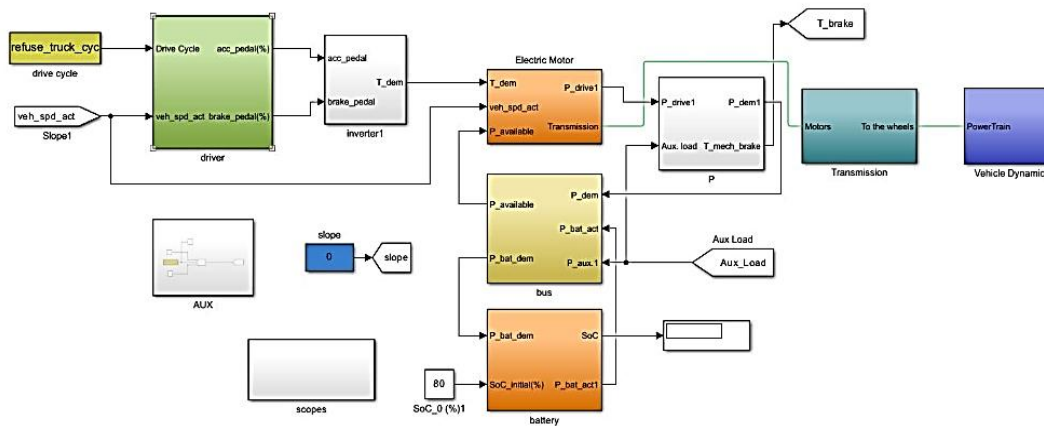 refuse_truck_cyc
drive cycle
veh_spd_act
Slope1
Drive Cycle
acc_pedal(%)
veh_spd_act
brake_pedal(%)
driver
acc_pedal
T_dem
brake_pedal
inverter1
Electric Motor
T_dem
P_drive1
veh_spd_act
Transmission
P_available
P_drive1
P_dem1
Aux. load
T_mech_brake
P
T_brake
Motors
To the wheels
Transmission
PowerTrain
Vehicle Dynamic
P_dem
P_available
P_bat_act
P_bat_dem
P_aux.1
bus
Aux Load
Aux_Load
slope
0
slope
AUX
scopes
P_bat_dem
SoC
SoC_initial(%)
P_bat_act1
battery
80
SoC_0 (%)1